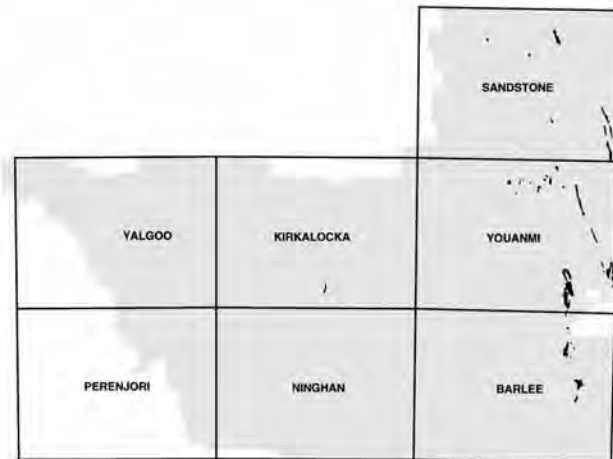 SANDSTONE
YALGOO
KIRKALOCKA
YOUANMI
PERENJORI
NINGHAN
BARLEE